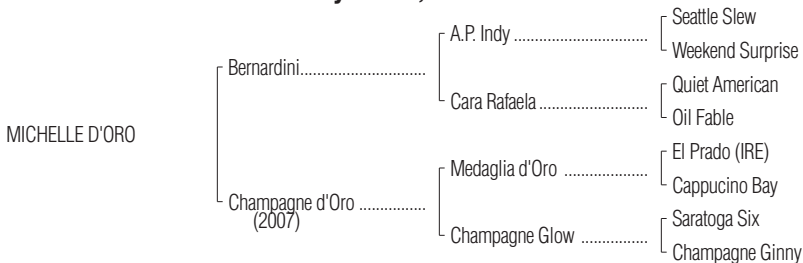 Seattle Slew
A.P. Indy ................................
Weekend Surprise
Bernardini..............................
Quiet American
Cara Rafaela ..........................
Oil Fable
MICHELLE D'ORO
El Prado (IRE)
Medaglia d'Oro ....................
Cappucino Bay
Champagne d'Oro ................
(2007)
Saratoga Six
Champagne Glow ................
Champagne Ginny